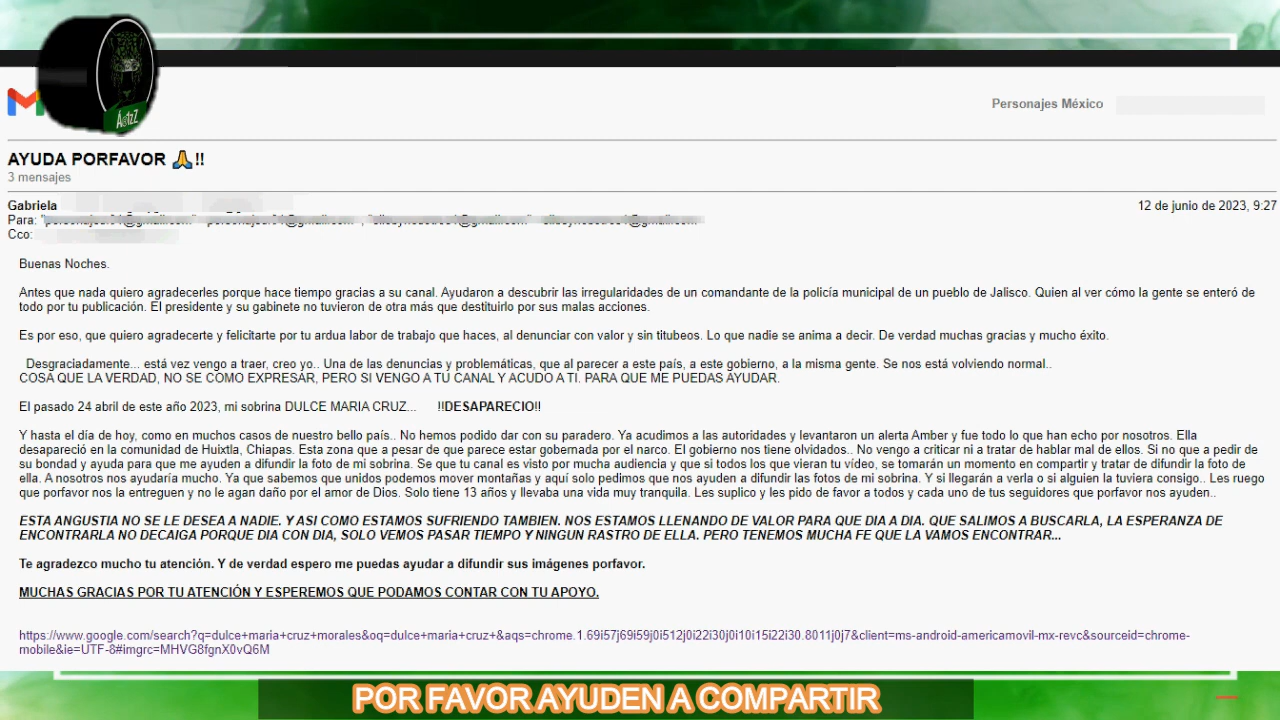 A@tzZ
Personajes México
AYUDA PORFAVOR 🙏!!
3 mensajes
Gabriela
12 de junio de 2023, 9:27
Para:
Cco:
Buenas Noches.
Antes que nada quiero agradecerles porque hace tiempo gracias a su canal. Ayudaron a descubrir las irregularidades de un comandante de la policía municipal de un pueblo de Jalisco. Quien al ver cómo la gente se enteró de
todo por tu publicación. El presidente y su gabinete no tuvieron de otra más que destituirlo por sus malas acciones.
Es por eso, que quiero agradecerte y felicitarte por tu ardua labor de trabajo que haces, al denunciar con valor y sin titubeos. Lo que nadie se anima a decir. De verdad muchas gracias y mucho éxito.
Desgraciadamente... está vez vengo a traer, creo yo.. Una de las denuncias y problemáticas, que al parecer a este país, a este gobierno, a la misma gente. Se nos está volviendo normal..
COSA QUE LA VERDAD, NO SE COMO EXPRESAR, PERO SI VENGO A TU CANAL Y ACUDO A TI. PARA QUE ME PUEDAS AYUDAR.
El pasado 24 abril de este año 2023, mi sobrina DULCE MARIA CRUZ... !!DESAPARECIO!!
Y hasta el día de hoy, como en muchos casos de nuestro bello país.. No hemos podido dar con su paradero. Ya acudimos a las autoridades y levantaron un alerta Amber y fue todo lo que han echo por nosotros. Ella
desapareció en la comunidad de Huixtla, Chiapas. Esta zona que a pesar de que parece estar gobernada por el narco. El gobierno nos tiene olvidados.. No vengo a criticar ni a tratar de hablar mal de ellos. Si no que a pedir de
su bondad y ayuda para que me ayuden a difundir la foto de mi sobrina. Se que tu canal es visto por mucha audiencia y que si todos los que vieran tu vídeo, se tomarán un momento en compartir y tratar de difundir la foto de
ella. A nosotros nos ayudaría mucho. Ya que sabemos que unidos podemos mover montañas y aquí solo pedimos que nos ayuden a difundir las fotos de mi sobrina. Y si llegarán a verla o si alguien la tuviera consigo.. Les ruego
que porfavor nos la entreguen y no le agan daño por el amor de Dios. Solo tiene 13 años y llevaba una vida muy tranquila. Les suplico y les pido de favor a todos y cada uno de tus seguidores que porfavor nos ayuden..
ESTA ANGUSTIA NO SE LE DESEA A NADIE. Y ASI COMO ESTAMOS SUFRIENDO TAMBIEN. NOS ESTAMOS LLENANDO DE VALOR PARA QUE DIA A DIA. QUE SALIMOS A BUSCARLA, LA ESPERANZA DE
ENCONTRARLA NO DECAIGA PORQUE DIA CON DIA, SOLO VEMOS PASAR TIEMPO Y NINGUN RASTRO DE ELLA. PERO TENEMOS MUCHA FE QUE LA VAMOS ENCONTRAR...
Te agradezco mucho tu atención. Y de verdad espero me puedas ayudar a difundir sus imágenes porfavor.
MUCHAS GRACIAS POR TU ATENCIÓN Y ESPEREMOS QUE PODAMOS CONTAR CON TU APOYO.
https://www.google.com/search?q=dulce+maria+cruz+morales&oq=dulce+maria+cruz+&aqs=chrome.1.69i57j69i59j0i512j0i22i30j0i10i15i22i30.8011j0j7&client=ms-android-americamovil-mx-revc&sourceid=chrome-
mobile&ie=UTF-8#imgrc=MHVG8fgnX0vQ6M
POR FAVOR AYUDEN A COMPARTIR